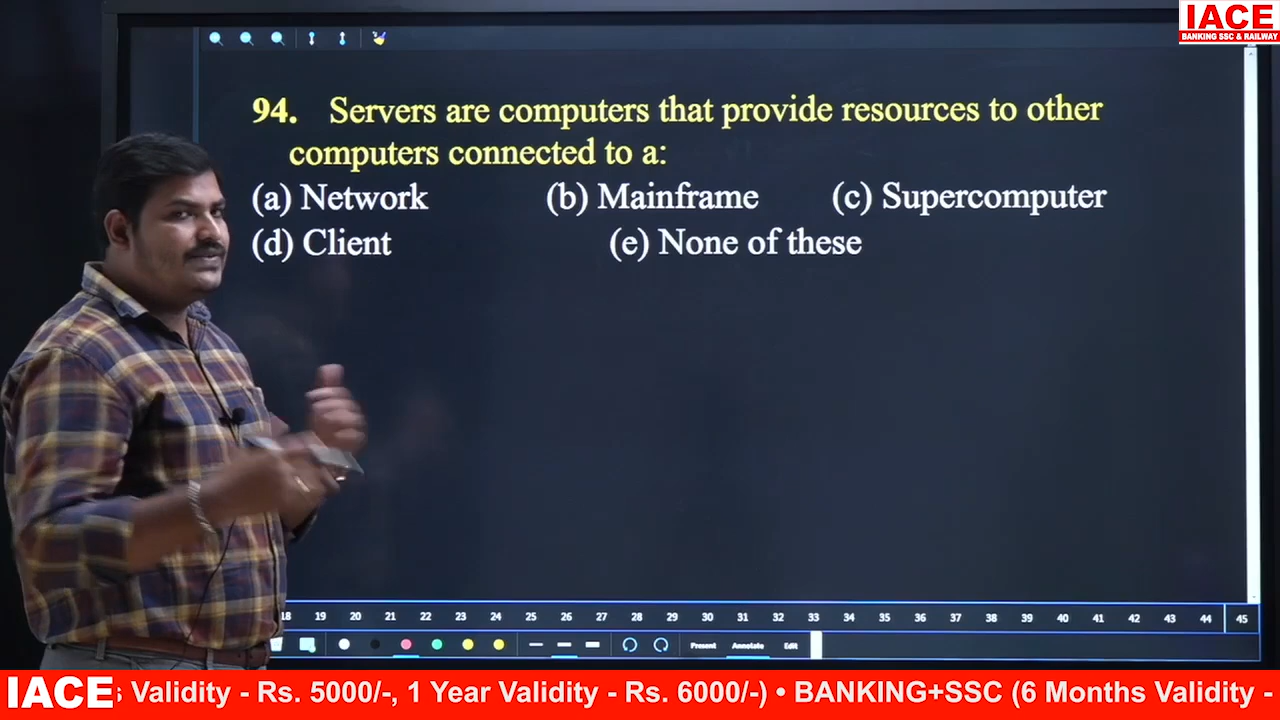 IACE
BANKING SSC & RAILWAY
94. Servers are computers that provide resources to other
computers connected to a:
(a) Network (b) Mainframe (c) Supercomputer
(d) Client (e) None of these
18 19 20 21 22 23 24 25 26 27 28 29 30 31 32 33 34 35 36 37 38 39 40 41 42 43 44 45
Present Annotate Edit
IACE s Validity - Rs. 5000/-, 1 Year Validity - Rs. 6000/-) • BANKING+SSC (6 Months Validity -